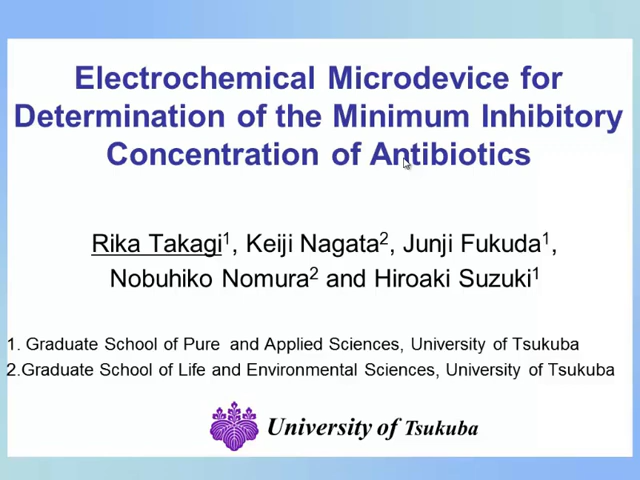 Electrochemical Microdevice for
Determination of the Minimum Inhibitory
Concentration of Antibiotics
Rika Takagi¹, Keiji Nagata², Junji Fukuda¹,
Nobuhiko Nomura² and Hiroaki Suzuki¹
1. Graduate School of Pure and Applied Sciences, University of Tsukuba
2.Graduate School of Life and Environmental Sciences, University of Tsukuba
University of Tsukuba